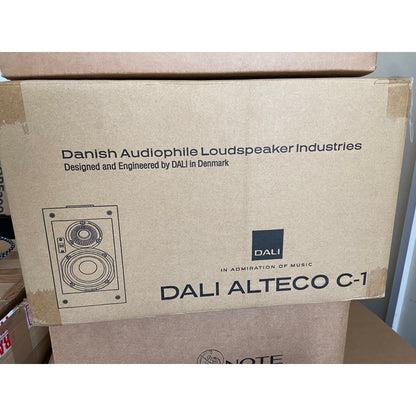 Danish Audiophile Loudspeaker Industries
Designed and Engineered by DALI in Denmark
DALI
IN ADMIRATION OF MUSIC
DALI ALTECO C-1
NOTE